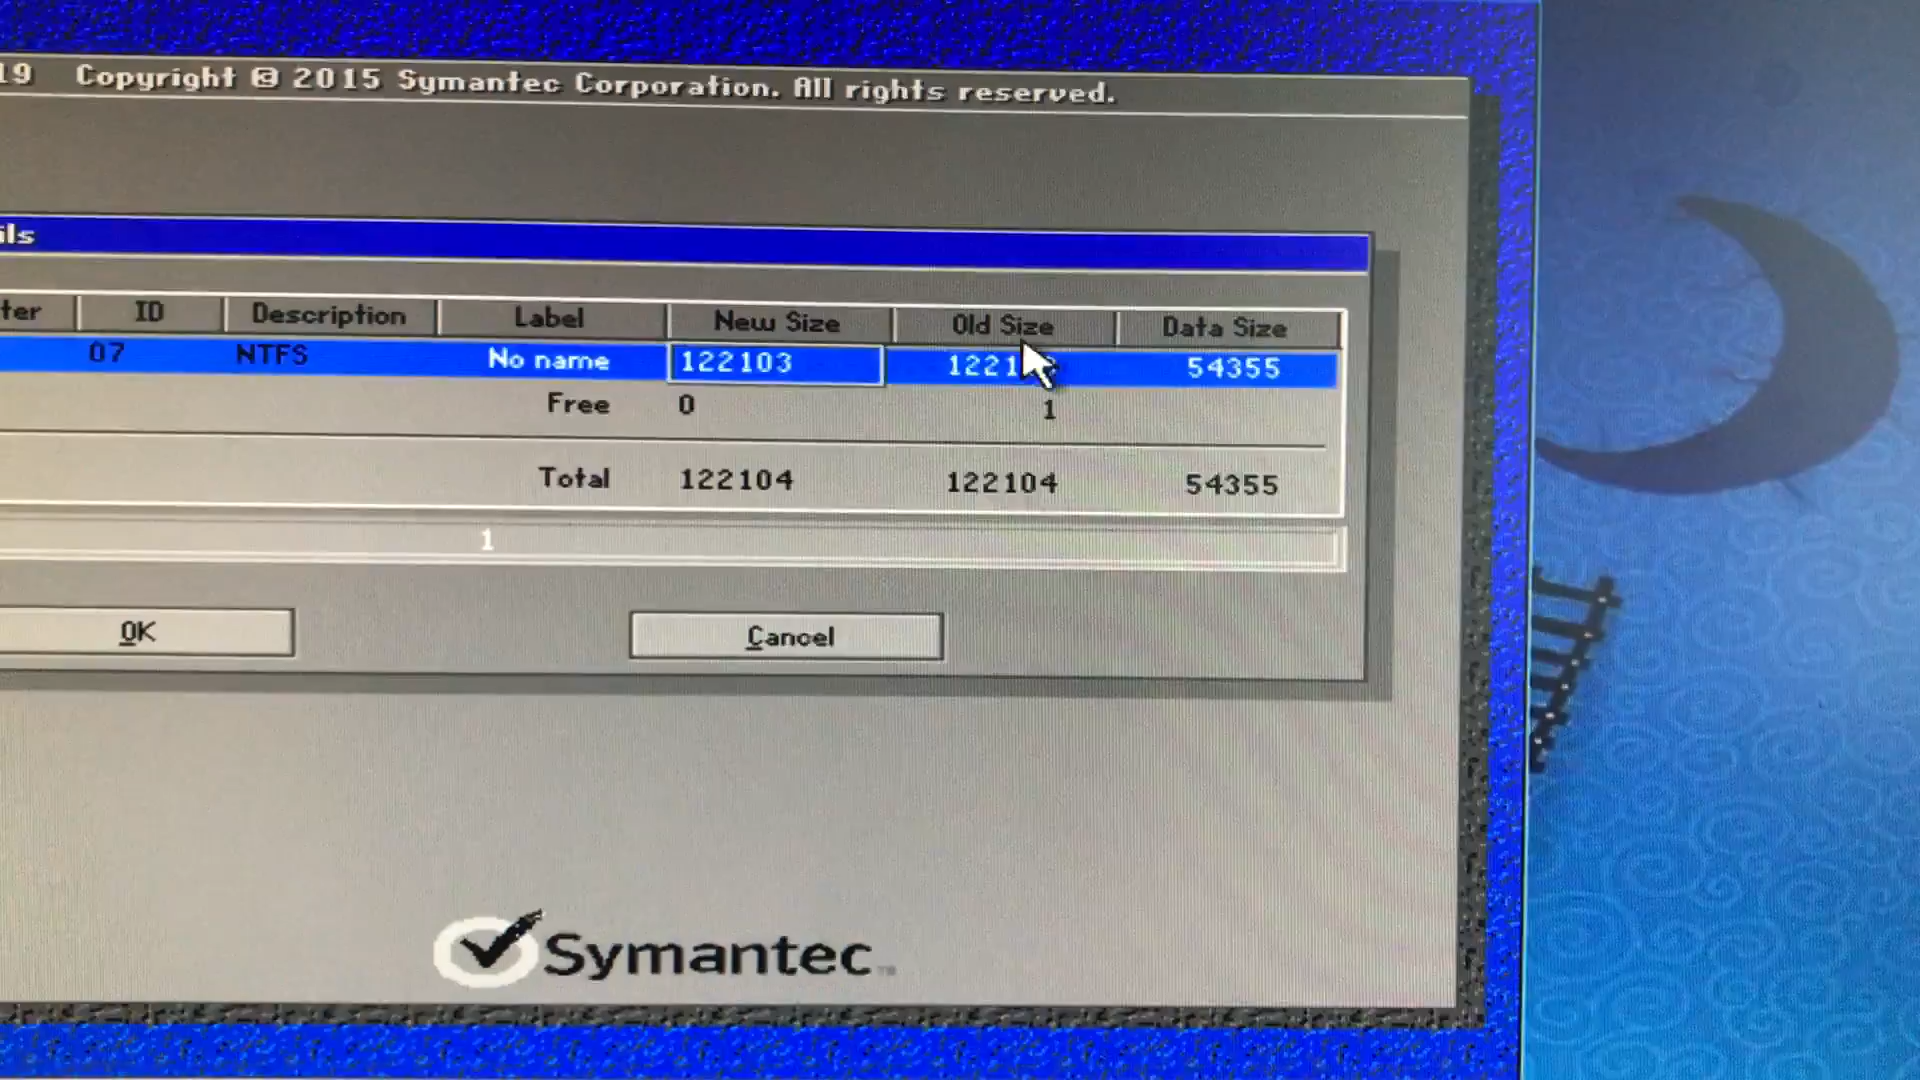 19 Copyright @ 2015 Symantec Corporation. All rights reserved.
ils
ter ID Description Label New Size Old Size Data Size
07 NTFS No name 122103 54355
Free 0 1
Total 122104 122104 54355
1
OK Cancel
Symantec